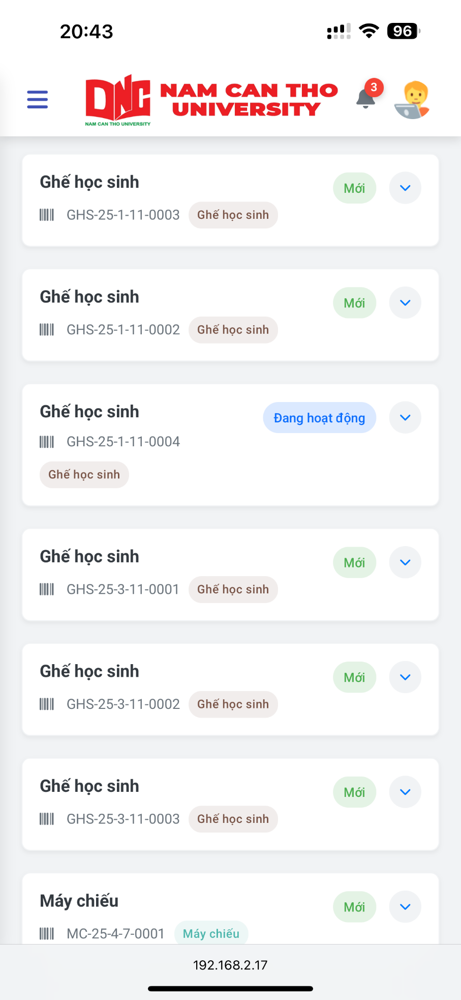 20:43
96
DNC
NAM CAN THO UNIVERSITY
NAM CAN THO
UNIVERSITY
3
Ghế học sinh
Mới
GHS-25-1-11-0003
Ghế học sinh
Ghế học sinh
Mới
GHS-25-1-11-0002
Ghế học sinh
Ghế học sinh
Đang hoạt động
GHS-25-1-11-0004
Ghế học sinh
Ghế học sinh
Mới
GHS-25-3-11-0001
Ghế học sinh
Ghế học sinh
Mới
GHS-25-3-11-0002
Ghế học sinh
Ghế học sinh
Mới
GHS-25-3-11-0003
Ghế học sinh
Máy chiếu
Mới
MC-25-4-7-0001
Máy chiếu
192.168.2.17